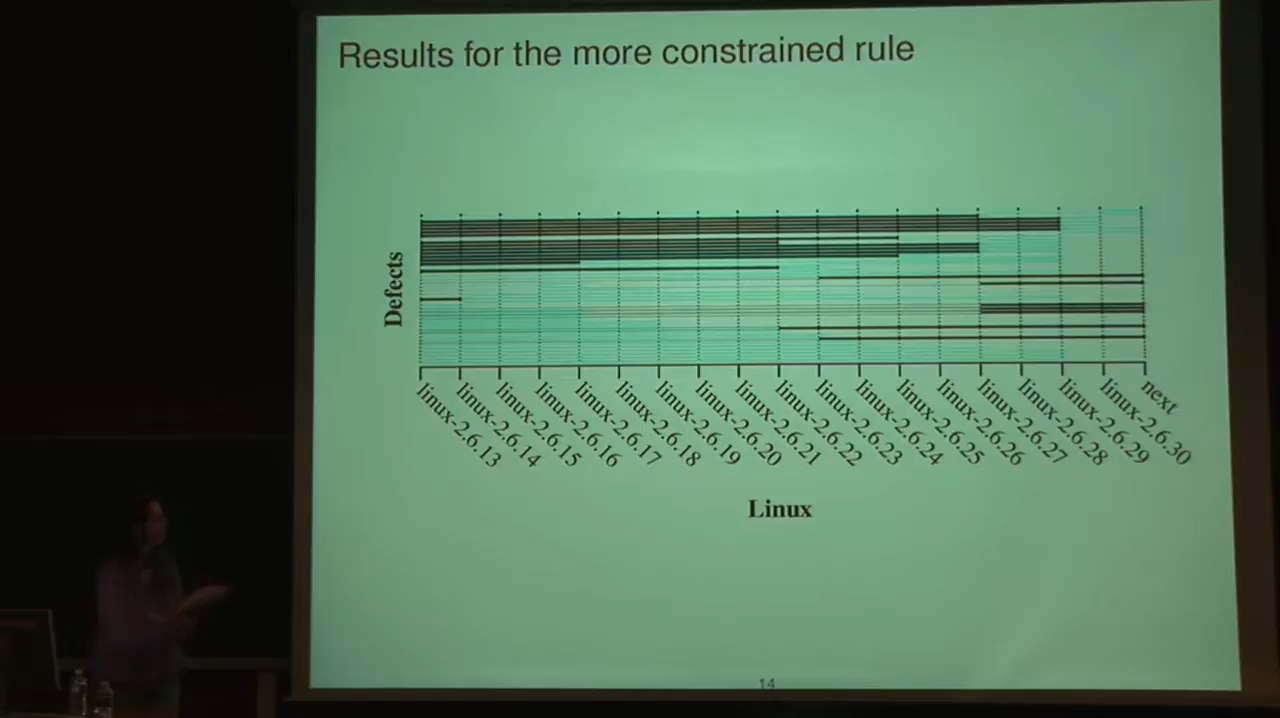 Results for the more constrained rule
Defects
linux-2.6.13
linux-2.6.14
linux-2.6.15
linux-2.6.16
linux-2.6.17
linux-2.6.18
linux-2.6.19
linux-2.6.20
linux-2.6.21
linux-2.6.22
linux-2.6.23
linux-2.6.24
linux-2.6.25
linux-2.6.26
linux-2.6.27
linux-2.6.28
linux-2.6.29
linux-2.6.30
next
Linux
14